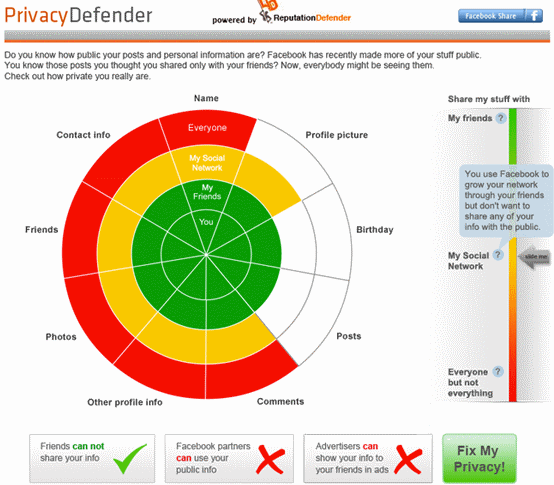 PrivacyDefender
powered by ReputationDefender
Facebook Share f
Do you know how public your posts and personal information are? Facebook has recently made more of your stuff public.
You know those posts you thought you shared only with your friends? Now, everybody might be seeing them.
Check out how private you really are.
Name
Contact info
Profile picture
Friends
Birthday
Photos
Posts
Other profile info
Comments
Everyone
My Social
Network
My
Friends
You
Share my stuff with
My friends ?
You use Facebook to
grow your network
through your friends
but don't want to
share any of your
info with the public.
My Social
Network ?
slide me
Everyone ?
but not
everything
Friends can not
share your info
Facebook partners
can use your
public info
Advertisers can
show your info to
your friends in ads
Fix My
Privacy!